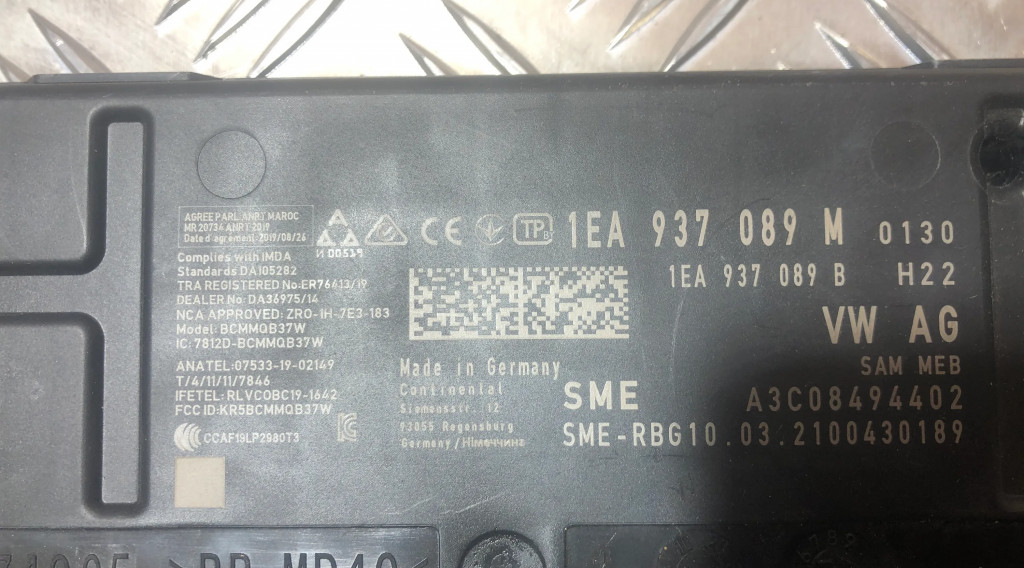 AGREE PARL ANRT MAROC
MR 20734 ANRT 2019
Date d agrement : 2019/08/26
Complies with IMDA
Standards DA105282
TRA REGISTERED No:ER76613/19
DEALER No: DA36975/14
NCA APPROVED: ZRO-1H-7E3-183
Model: BCMMQB37W
IC: 7812D-BCMMQB37W
ANATEL:07533-19-02149
T/4/11/11/7846
IFETEL: RLVCOBC19-1642
FCC ID:KR5BCMMQB37W
CCAF19LP2980T3
CE
TP
1EA 937 089 M 0130
1EA 937 089 B H22
VW AG
SAM MEB
Made in Germany
Continental
Siemensstr. 12
93055 Regensburg
Germany/Німеччинг
SME A3C08494402
SME-RBG10.03.2100430189